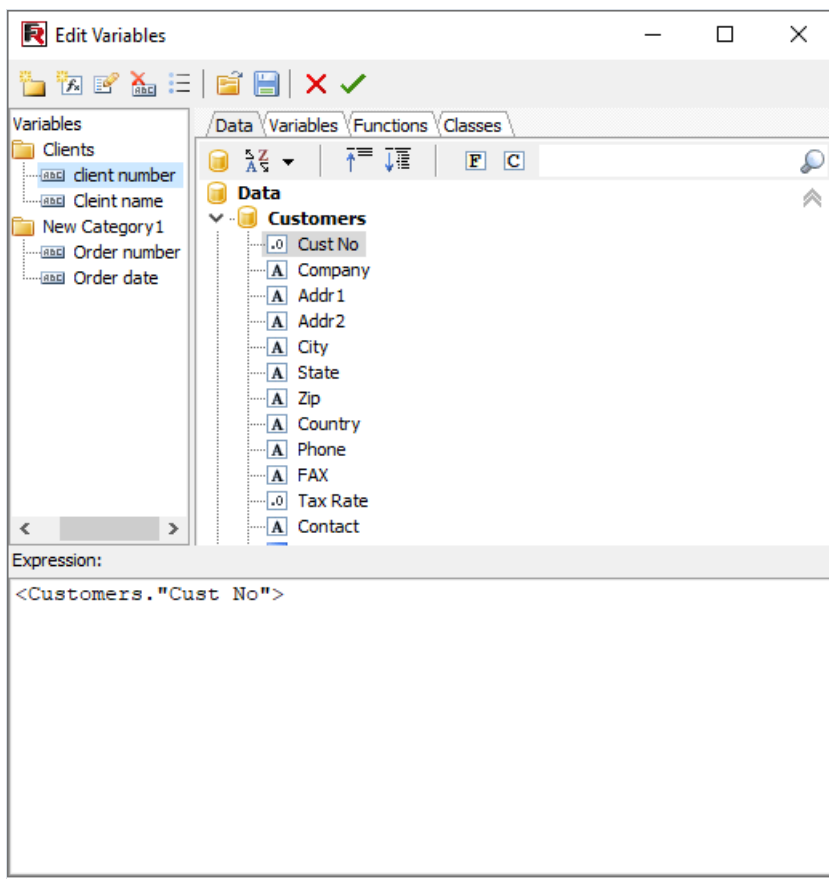 Edit Variables
Variables
Clients
client number
Cleint name
New Category1
Order number
Order date
Data Variables Functions Classes
F C
Data
Customers
Cust No
Company
Addr1
Addr2
City
State
Zip
Country
Phone
FAX
Tax Rate
Contact
Expression:
<Customers."Cust No">